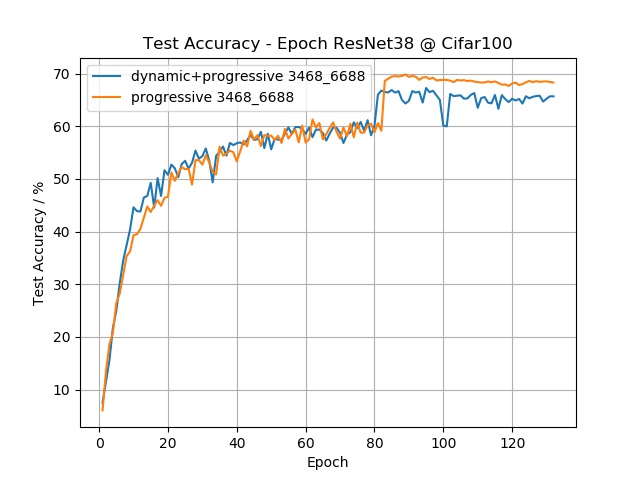 Test Accuracy - Epoch ResNet38 @ Cifar100
dynamic+progressive 3468_6688
progressive 3468_6688
70
60
50
40
30
20
10
Test Accuracy / %
0 20 40 60 80 100 120
Epoch